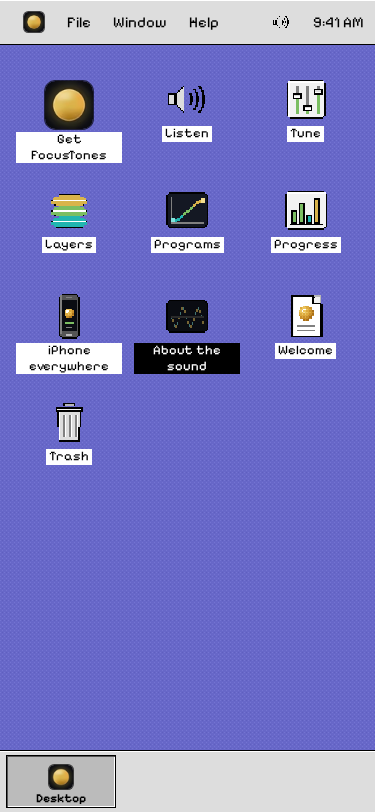 File Window Help 9:41 AM
Get
FocusTones
Listen
Tune
Layers
Programs
Progress
iPhone
everywhere
About the
sound
Welcome
Trash
Desktop